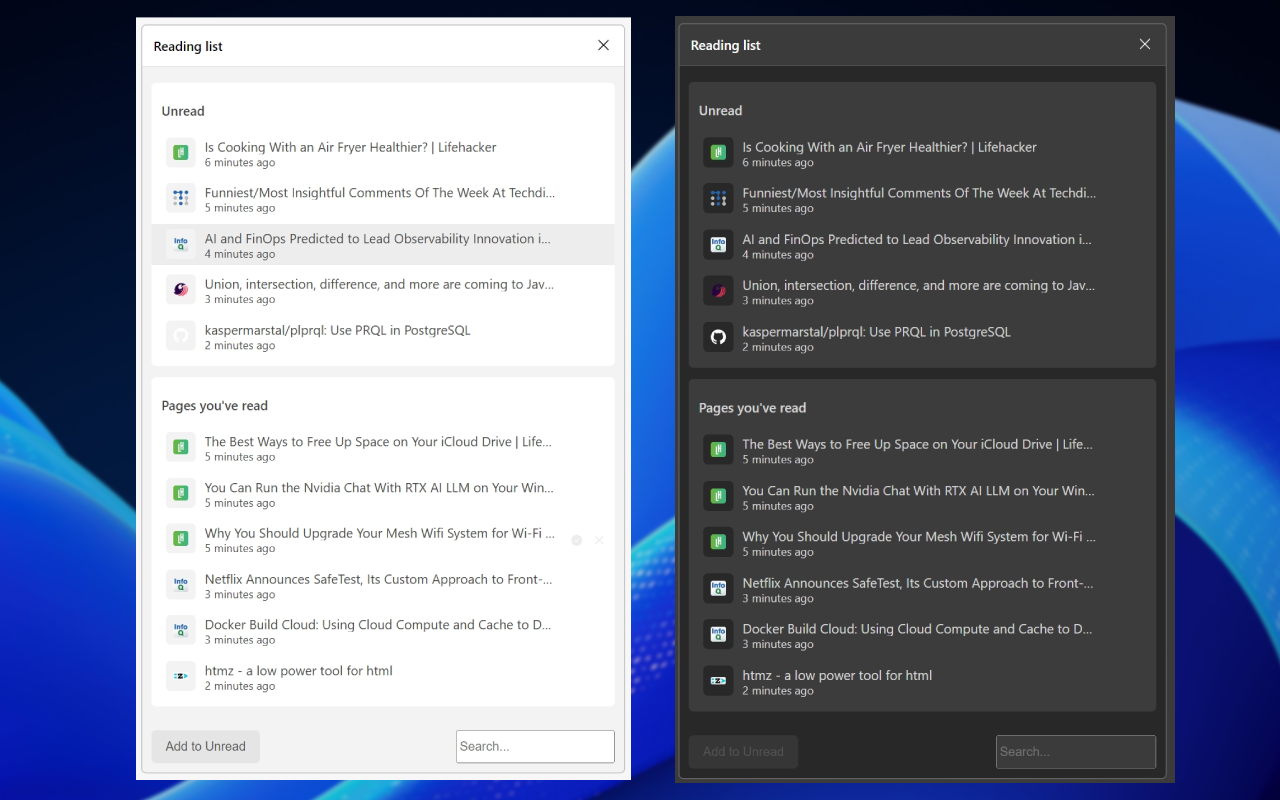 Reading list
Unread
Is Cooking With an Air Fryer Healthier? | Lifehacker
6 minutes ago
Funniest/Most Insightful Comments Of The Week At Techdi...
5 minutes ago
Info Q
AI and FinOps Predicted to Lead Observability Innovation i...
4 minutes ago
Union, intersection, difference, and more are coming to Jav...
3 minutes ago
kaspermarstal/plprql: Use PRQL in PostgreSQL
2 minutes ago
Pages you've read
The Best Ways to Free Up Space on Your iCloud Drive | Life...
5 minutes ago
You Can Run the Nvidia Chat With RTX AI LLM on Your Win...
5 minutes ago
Why You Should Upgrade Your Mesh Wifi System for Wi-Fi ...
5 minutes ago
Info Q
Netflix Announces SafeTest, Its Custom Approach to Front-...
3 minutes ago
Info Q
Docker Build Cloud: Using Cloud Compute and Cache to D...
3 minutes ago
:Z>
htmz - a low power tool for html
2 minutes ago
Add to Unread
Search...
Reading list
Unread
Is Cooking With an Air Fryer Healthier? | Lifehacker
6 minutes ago
Funniest/Most Insightful Comments Of The Week At Techdi...
5 minutes ago
Info Q
AI and FinOps Predicted to Lead Observability Innovation i...
4 minutes ago
Union, intersection, difference, and more are coming to Jav...
3 minutes ago
kaspermarstal/plprql: Use PRQL in PostgreSQL
2 minutes ago
Pages you've read
The Best Ways to Free Up Space on Your iCloud Drive | Life...
5 minutes ago
You Can Run the Nvidia Chat With RTX AI LLM on Your Win...
5 minutes ago
Why You Should Upgrade Your Mesh Wifi System for Wi-Fi ...
5 minutes ago
Info Q
Netflix Announces SafeTest, Its Custom Approach to Front-...
3 minutes ago
Info Q
Docker Build Cloud: Using Cloud Compute and Cache to D...
3 minutes ago
:Z>
htmz - a low power tool for html
2 minutes ago
Add to Unread
Search...